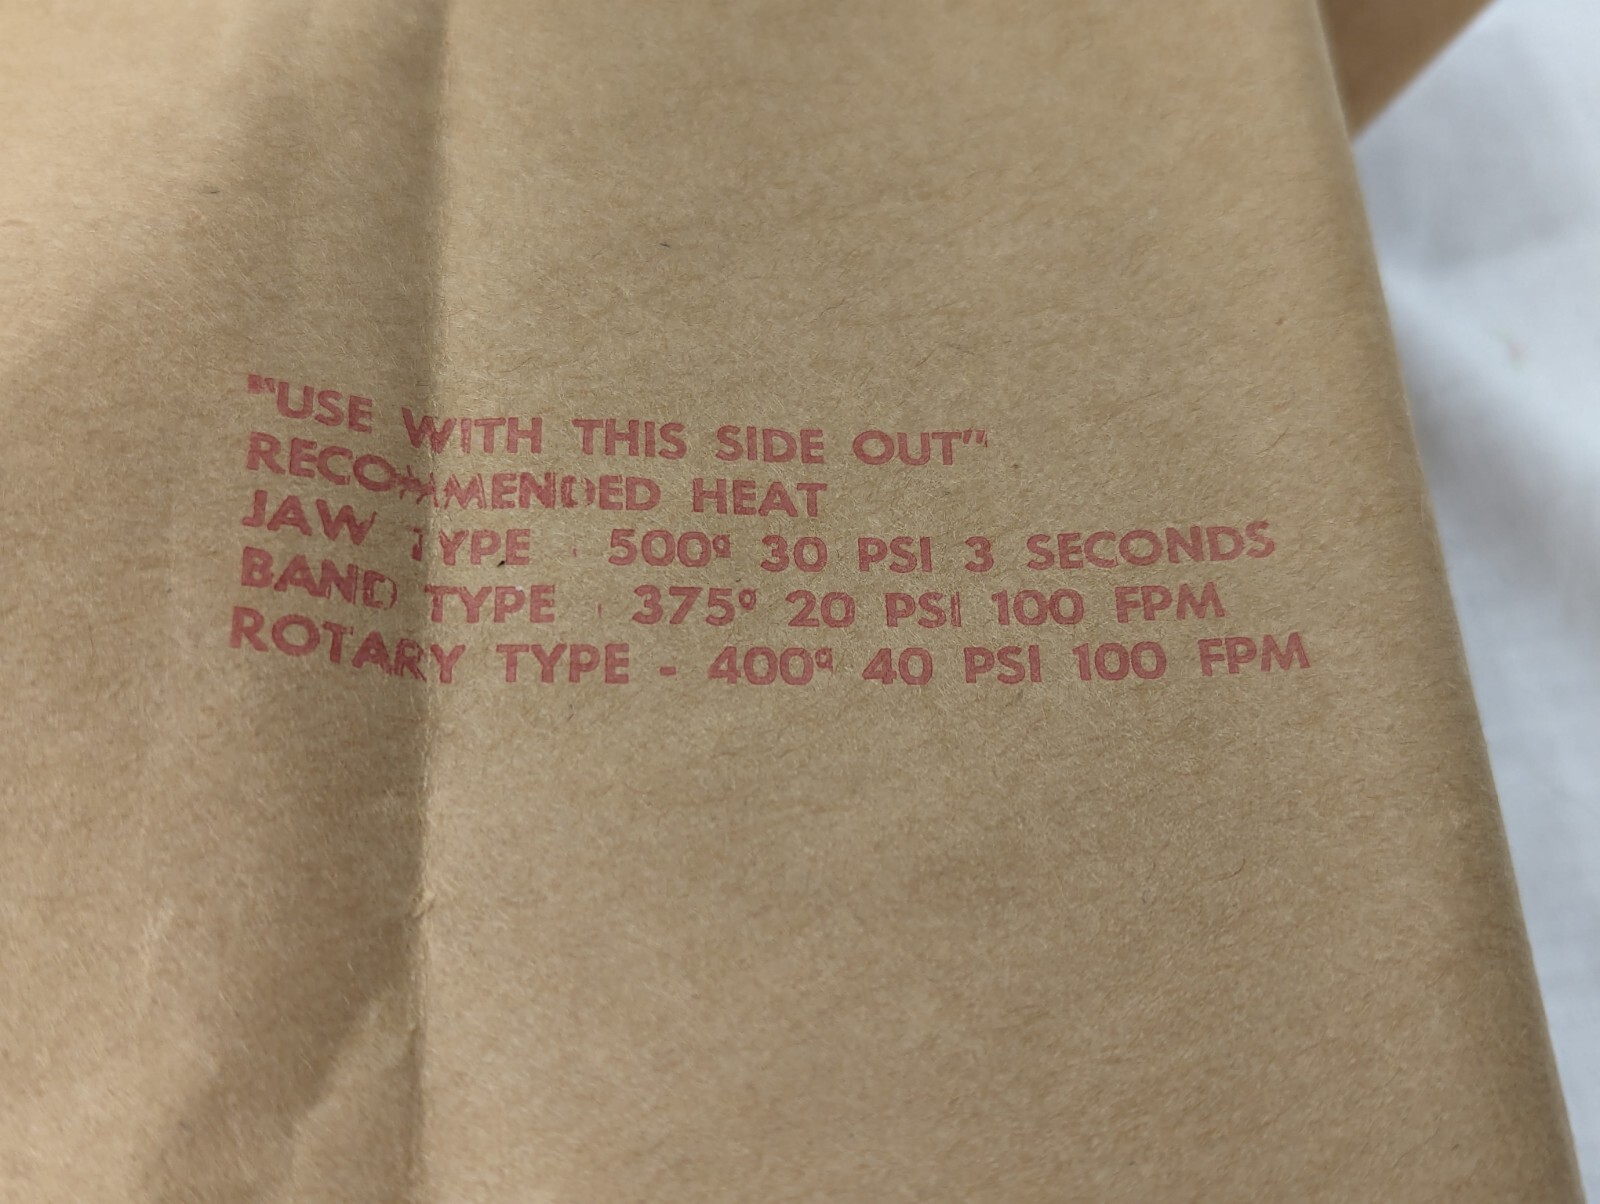 "USE WITH THIS SIDE OUT"
RECOMMENDED HEAT
JAW TYPE - 500° 30 PSI 3 SECONDS
BAND TYPE - 375° 20 PSI 100 FPM
ROTARY TYPE - 400° 40 PSI 100 FPM